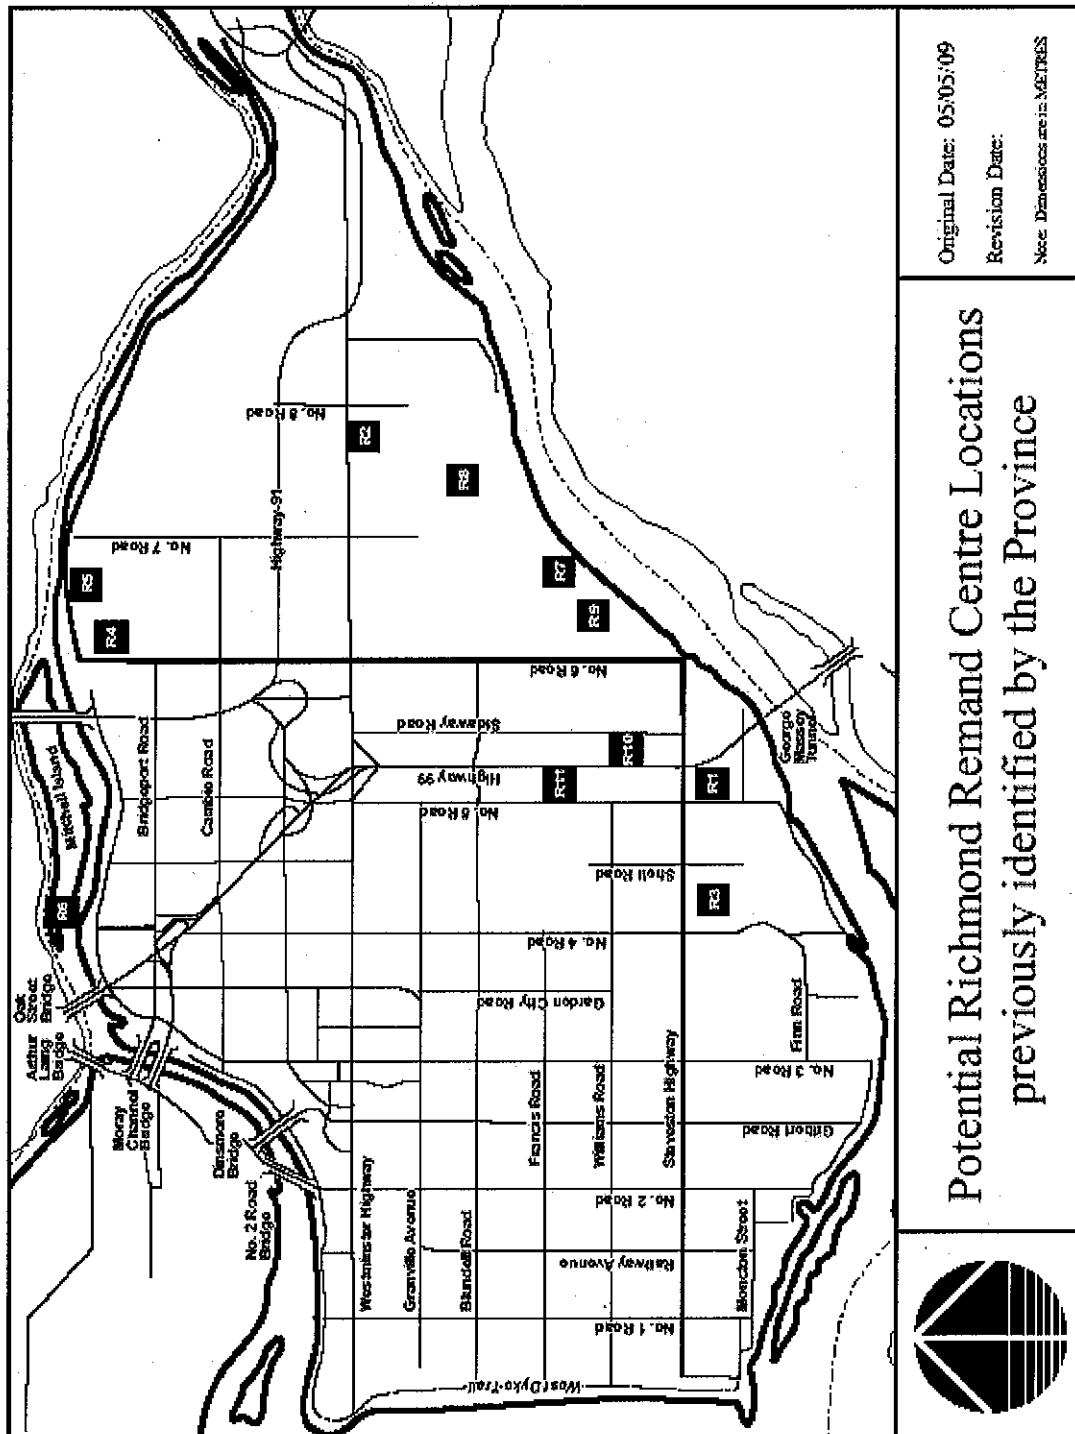 Oak
Street
Bridge
Arthur
Laing
Bridge
Moray
Channel
Bridge
Dinsmore
Bridge
No. 2 Road
Bridge
Mitchell Island
Bridgeport Road
Cambie Road
Highway-91
Westminster Highway
Granville Avenue
Blundell Road
Francis Road
Williams Road
Steveston Highway
Moncton Street
Finn Road
West Dyke Trail
No. 1 Road
Railway Avenue
No. 2 Road
Gilbert Road
No. 3 Road
Garden City Road
No. 4 Road
Shell Road
No. 5 Road
Highway 99
Sidaway Road
No. 6 Road
No. 7 Road
No. 8 Road
George
Massey
Tunnel
R6
R4
R5
R2
R8
R7
R9
R10
R11
R1
R3
Potential Richmond Remand Centre Locations
previously identified by the Province
Original Date: 05/05/09
Revision Date:
Note: Dimensions are in METRES